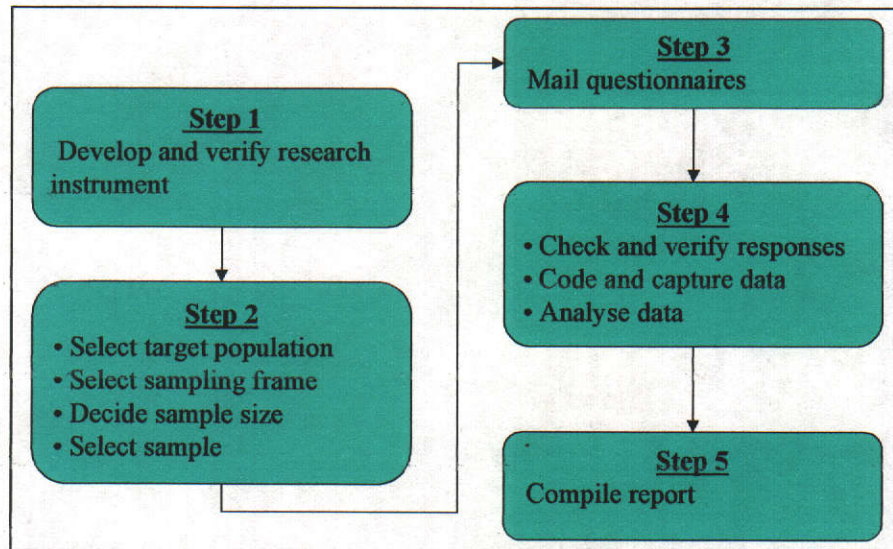 Step 1
Develop and verify research
instrument
Step 2
• Select target population
• Select sampling frame
• Decide sample size
• Select sample
Step 3
Mail questionnaires
Step 4
• Check and verify responses
• Code and capture data
• Analyse data
Step 5
Compile report